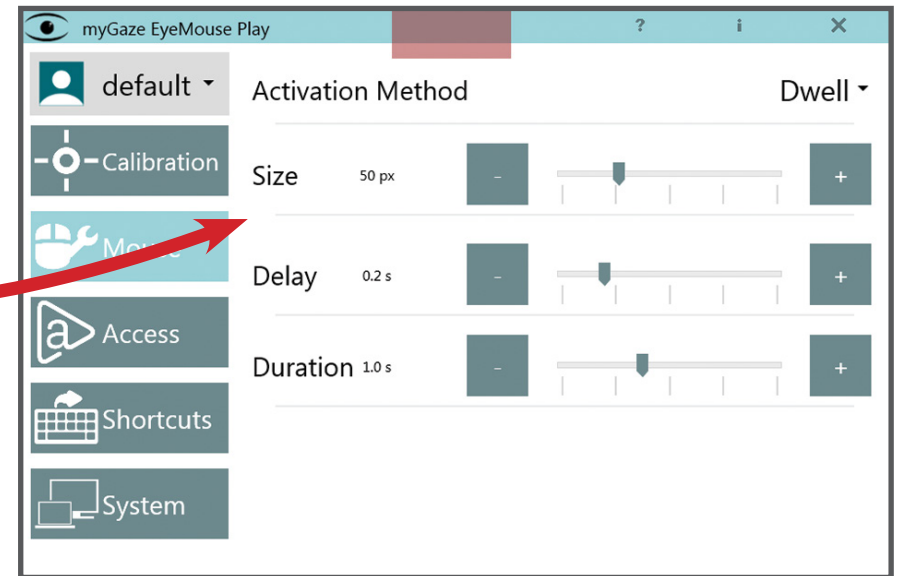 myGaze EyeMouse Play ? i ✕
default
Activation Method Dwell
Calibration
Size 50 px - +
Mouse
Delay 0.2 s - +
a Access
Duration 1.0 s - +
Shortcuts
System